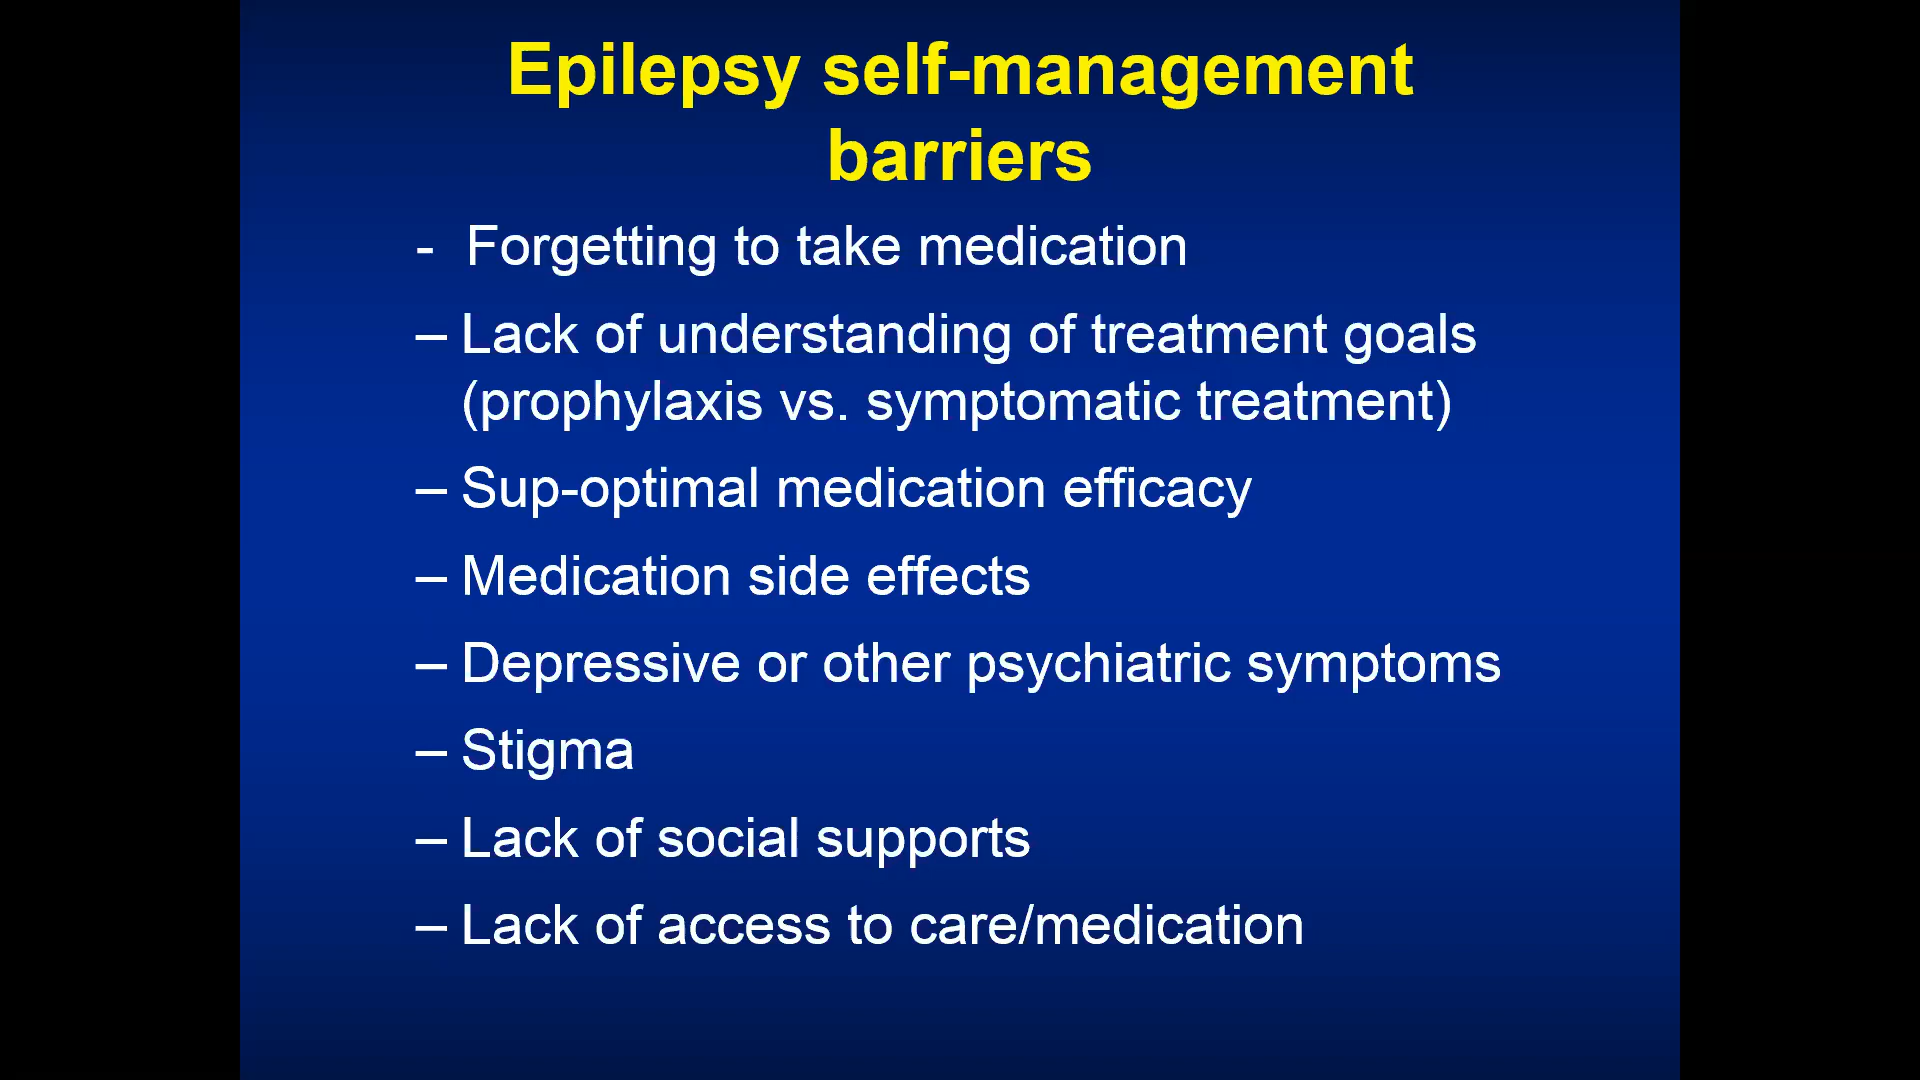 Epilepsy self-management
barriers
- Forgetting to take medication
– Lack of understanding of treatment goals
(prophylaxis vs. symptomatic treatment)
– Sup-optimal medication efficacy
– Medication side effects
– Depressive or other psychiatric symptoms
– Stigma
– Lack of social supports
– Lack of access to care/medication